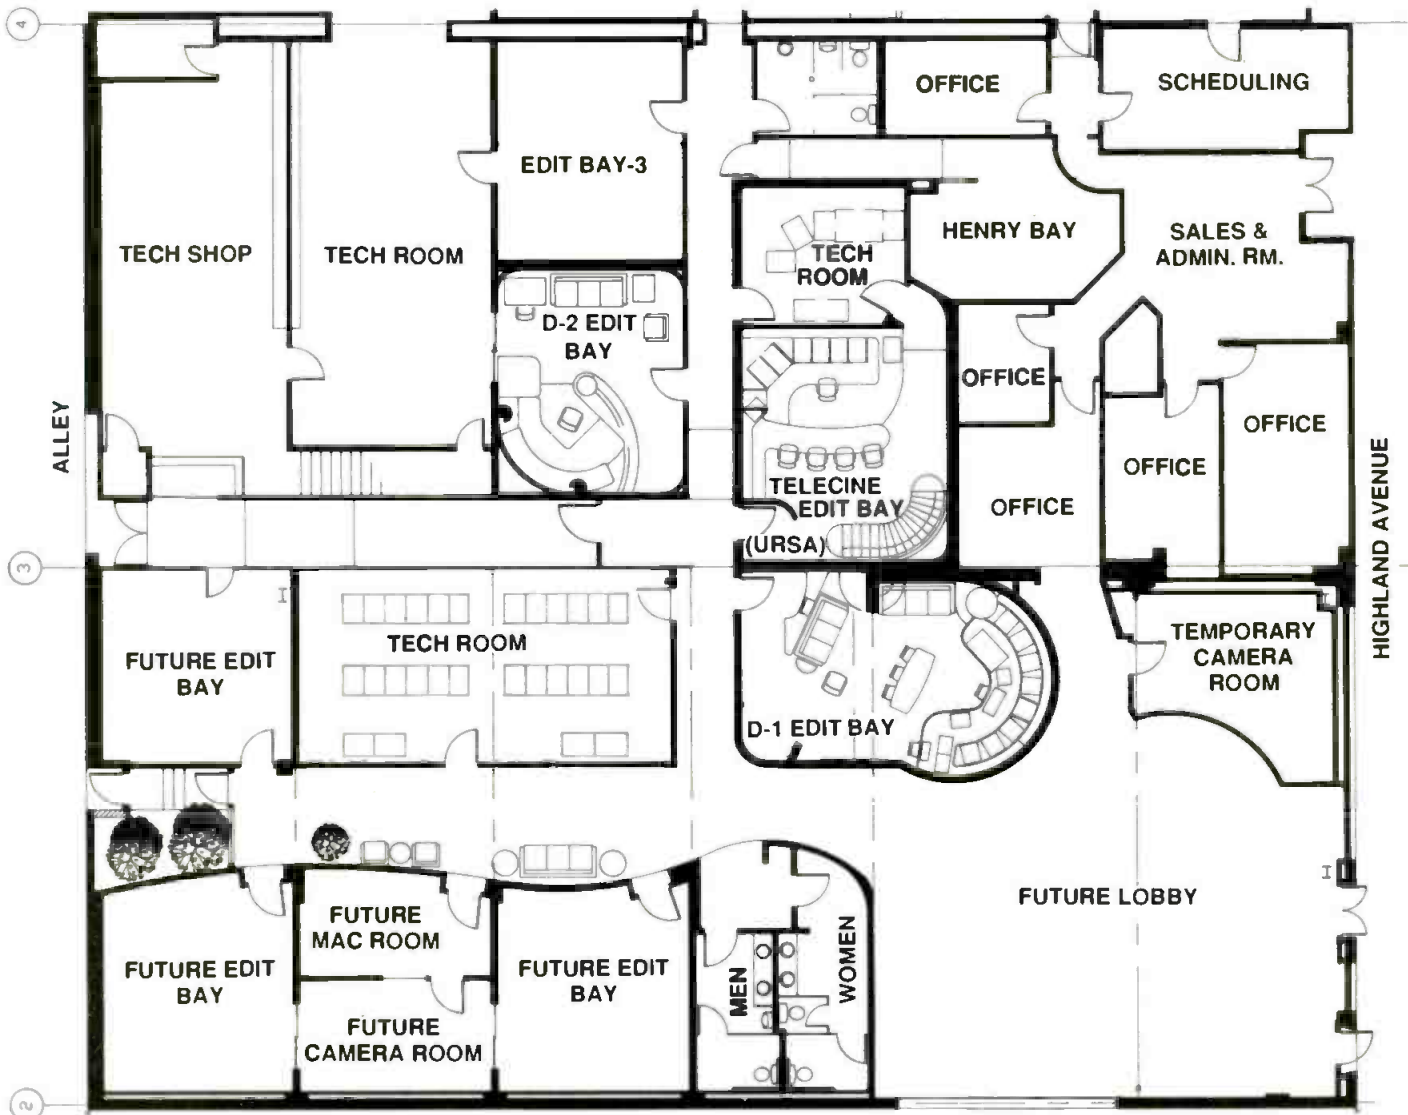 4
OFFICE
SCHEDULING
EDIT BAY-3
TECH SHOP
TECH ROOM
TECH
ROOM
HENRY BAY
SALES &
ADMIN. RM.
D-2 EDIT
BAY
OFFICE
OFFICE
OFFICE
OFFICE
ALLEY
HIGHLAND AVENUE
TELECINE
EDIT BAY
(URSA)
3
FUTURE EDIT
BAY
TECH ROOM
D-1 EDIT BAY
TEMPORARY
CAMERA
ROOM
FUTURE LOBBY
FUTURE
MAC ROOM
FUTURE EDIT
BAY
FUTURE EDIT
BAY
FUTURE
CAMERA ROOM
MEN
WOMEN
2